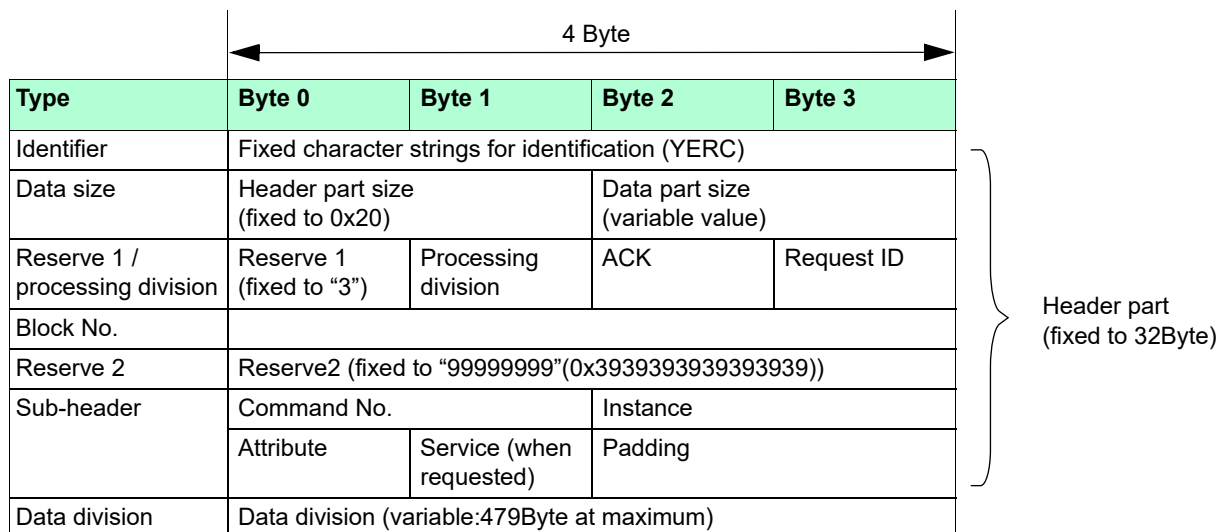 4 Byte
Type Byte 0 Byte 1 Byte 2 Byte 3
Identifier Fixed character strings for identification (YERC)
Data size Header part size
(fixed to 0x20) Data part size
(variable value)
Reserve 1 /
processing division Reserve 1
(fixed to “3”) Processing
division ACK Request ID
Block No.
Reserve 2 Reserve2 (fixed to “99999999”(0x3939393939393939))
Sub-header Command No. Instance
Attribute Service (when
requested) Padding
Data division Data division (variable:479Byte at maximum)
Header part
(fixed to 32Byte)